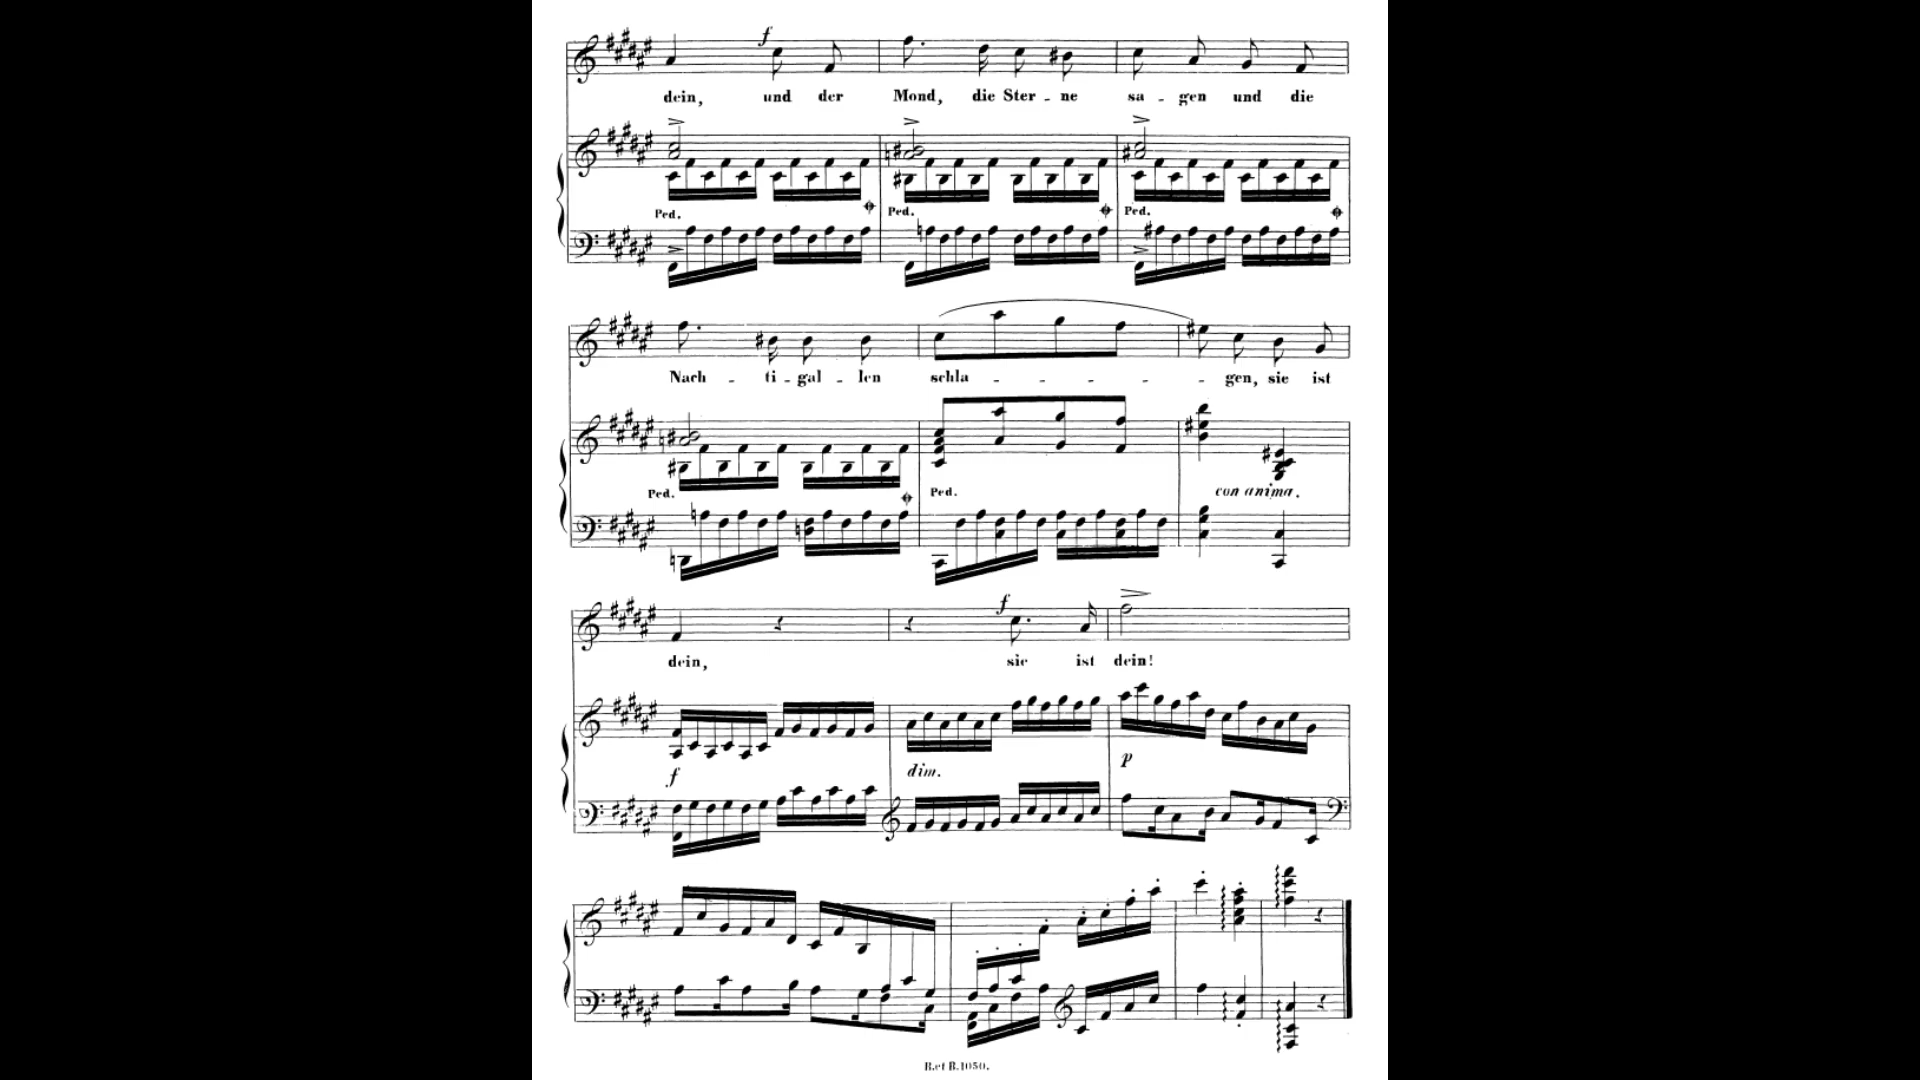 f
dein, und der Mond, die Ster - ne sa - gen und die
Ped. Ped. Ped.
Nach - ti - gal - len schla - - - - - gen, sie ist
Ped. Ped. con anima.
f
dein, sie ist dein!
f dim. p
B. et B. 1050.